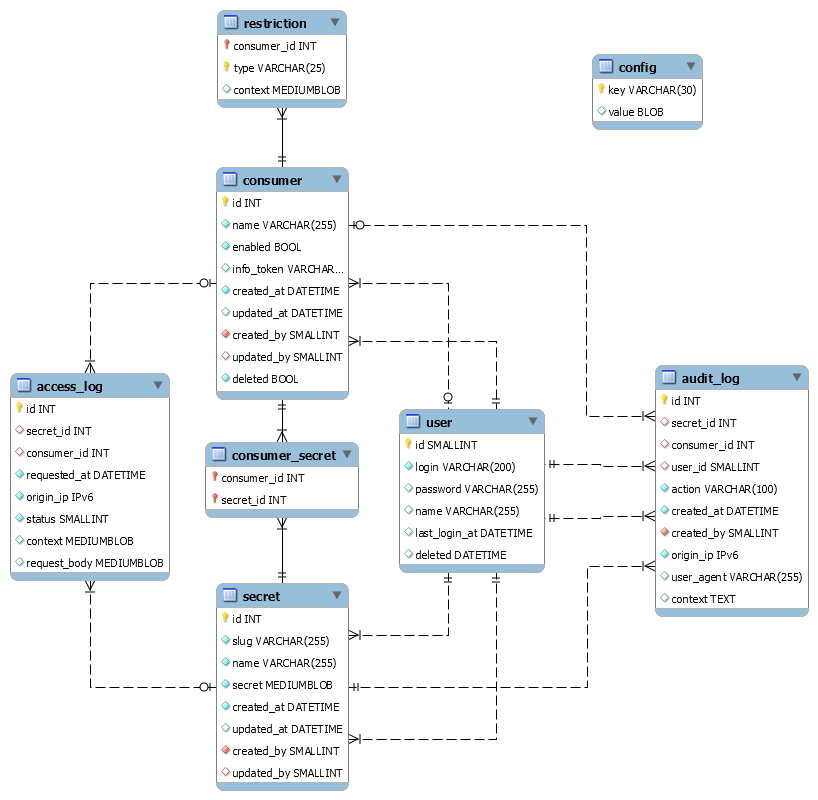 restriction
consumer_id INT
type VARCHAR(25)
context MEDIUMBLOB
config
key VARCHAR(30)
value BLOB
consumer
id INT
name VARCHAR(255)
enabled BOOL
info_token VARCHAR...
created_at DATETIME
updated_at DATETIME
created_by SMALLINT
updated_by SMALLINT
deleted BOOL
access_log
id INT
secret_id INT
consumer_id INT
requested_at DATETIME
origin_ip IPv6
status SMALLINT
context MEDIUMBLOB
request_body MEDIUMBLOB
consumer_secret
consumer_id INT
secret_id INT
user
id SMALLINT
login VARCHAR(200)
password VARCHAR(255)
name VARCHAR(255)
last_login_at DATETIME
deleted DATETIME
audit_log
id INT
secret_id INT
consumer_id INT
user_id SMALLINT
action VARCHAR(100)
created_at DATETIME
created_by SMALLINT
origin_ip IPv6
user_agent VARCHAR(255)
context TEXT
secret
id INT
slug VARCHAR(255)
name VARCHAR(255)
secret MEDIUMBLOB
created_at DATETIME
updated_at DATETIME
created_by SMALLINT
updated_by SMALLINT